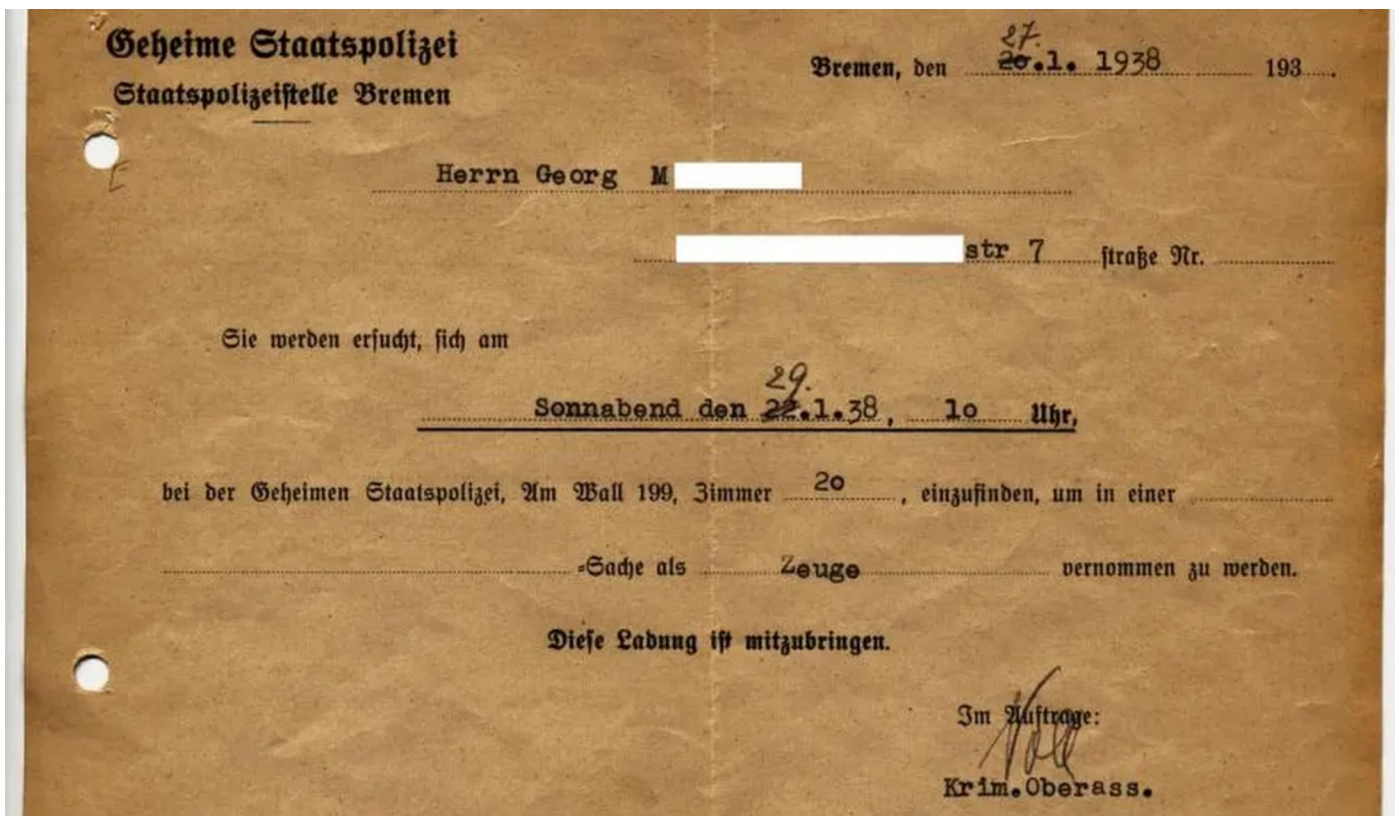 Geheime Staatspolizei
Staatspolizeistelle Bremen
Bremen, den 27. 20.1. 1938 193
Herrn Georg M
str 7 straße Nr.
Sie werden ersucht, sich am
Sonnabend den 29. 22.1.38, 10 Uhr,
bei der Geheimen Staatspolizei, Am Wall 199, Zimmer 20, einzufinden, um in einer
-Sache als Zeuge vernommen zu werden.
Diese Ladung ist mitzubringen.
Im Auftrage:
Krim.Oberass.